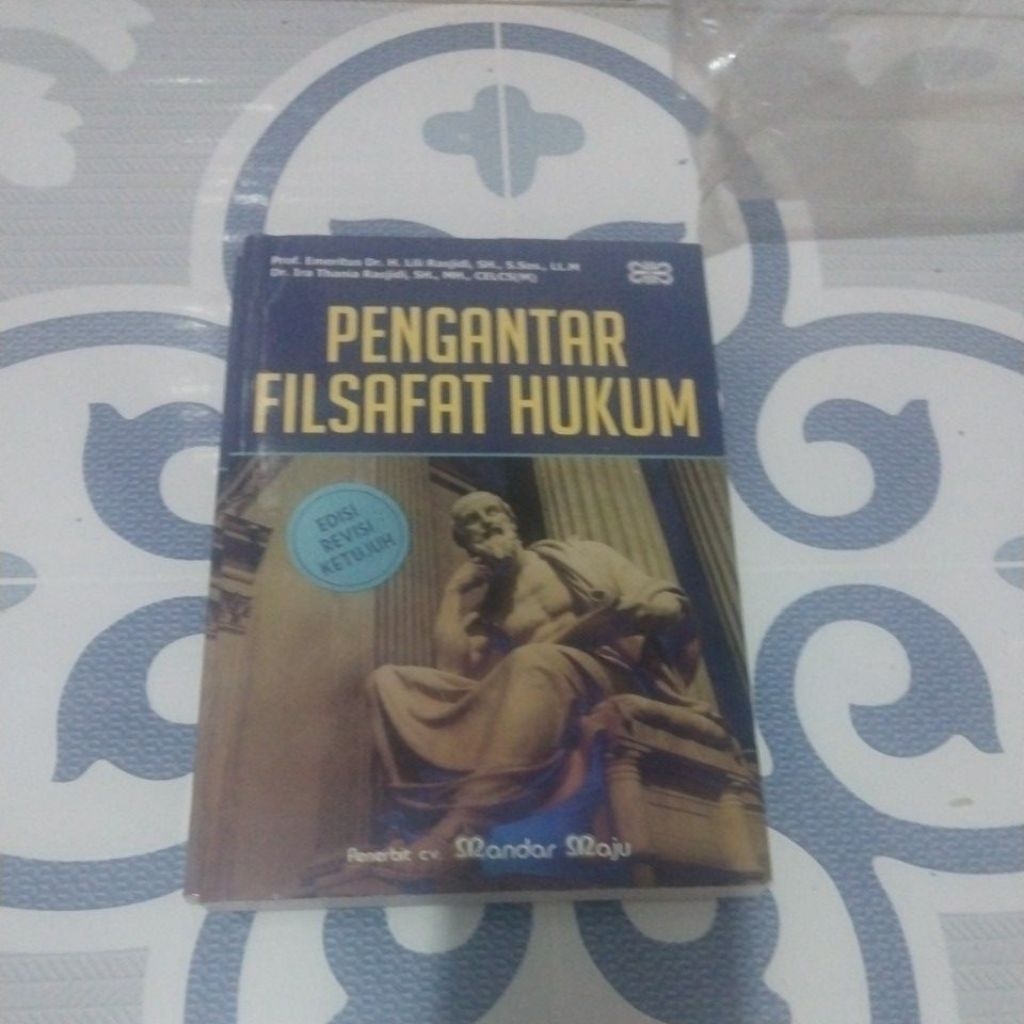 Prof. Emeritus Dr. H. Lili Rasjidi, SH., S.Sos., LL.M
Dr. Ira Thania Rasjidi, SH., MH., CELCS(M)
PENGANTAR
FILSAFAT HUKUM
EDISI
REVISI
KETUJUH
Penerbit cv. Mandar Maju